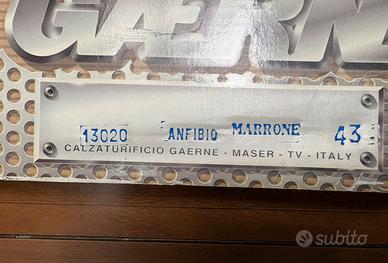 GAERNE
13020 ANFIBIO MARRONE 43
CALZATURIFICIO GAERNE - MASER - TV - ITALY
subito